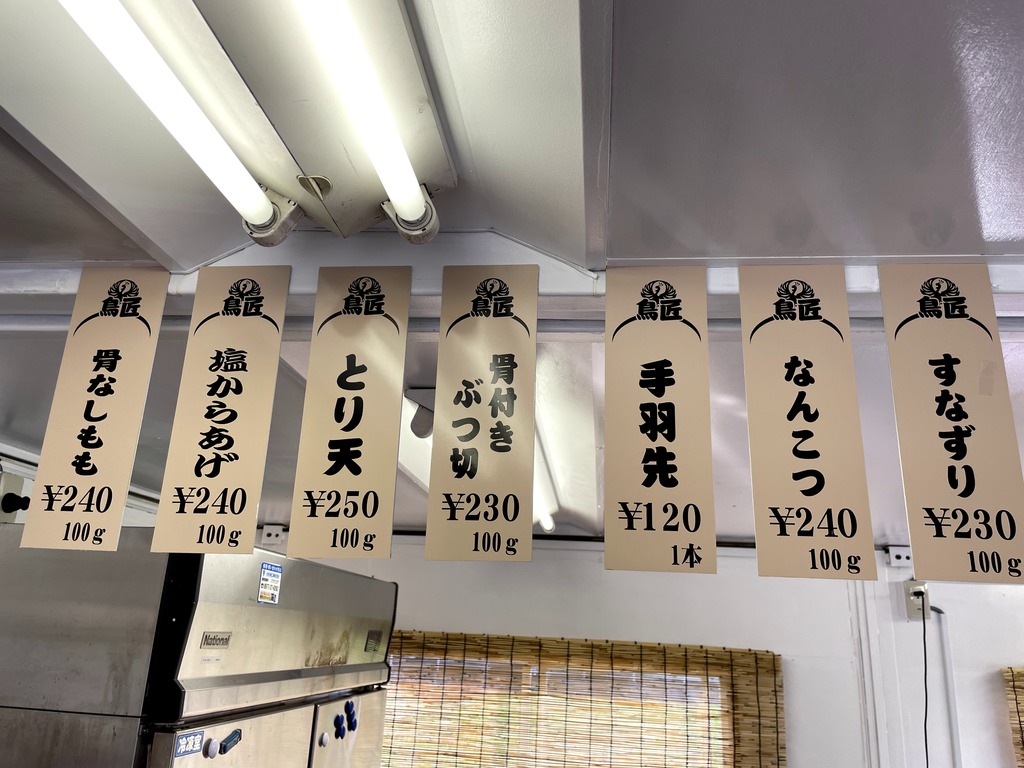 鳥匠
骨なしもも
¥240
100g
鳥匠
塩からあげ
¥240
100g
鳥匠
とり天
¥250
100g
鳥匠
骨付き
ぶつ切
¥230
100g
鳥匠
手羽先
¥120
1本
鳥匠
なんこつ
¥240
100g
鳥匠
すなずり
¥230
100g
National
冷凍室